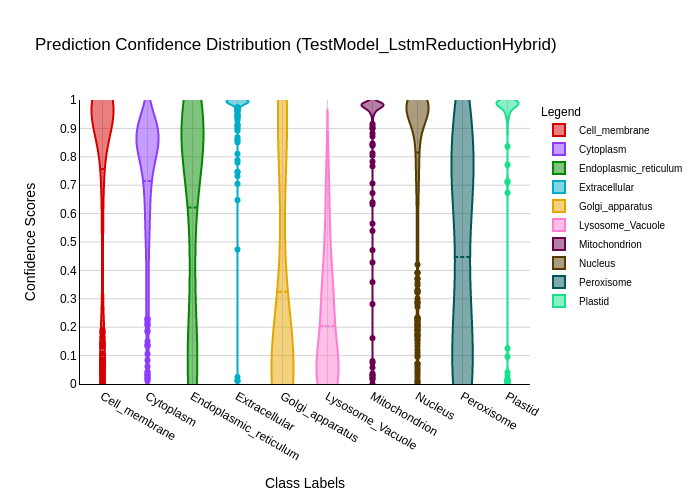 Prediction Confidence Distribution (TestModel_LstmReductionHybrid)
Legend
Cell_membrane
Cytoplasm
Endoplasmic_reticulum
Extracellular
Golgi_apparatus
Lysosome_Vacuole
Mitochondrion
Nucleus
Peroxisome
Plastid
Confidence Scores
1
0.9
0.8
0.7
0.6
0.5
0.4
0.3
0.2
0.1
0
Cell_membrane
Cytoplasm
Endoplasmic_reticulum
Extracellular
Golgi_apparatus
Lysosome_Vacuole
Mitochondrion
Nucleus
Peroxisome
Plastid
Class Labels